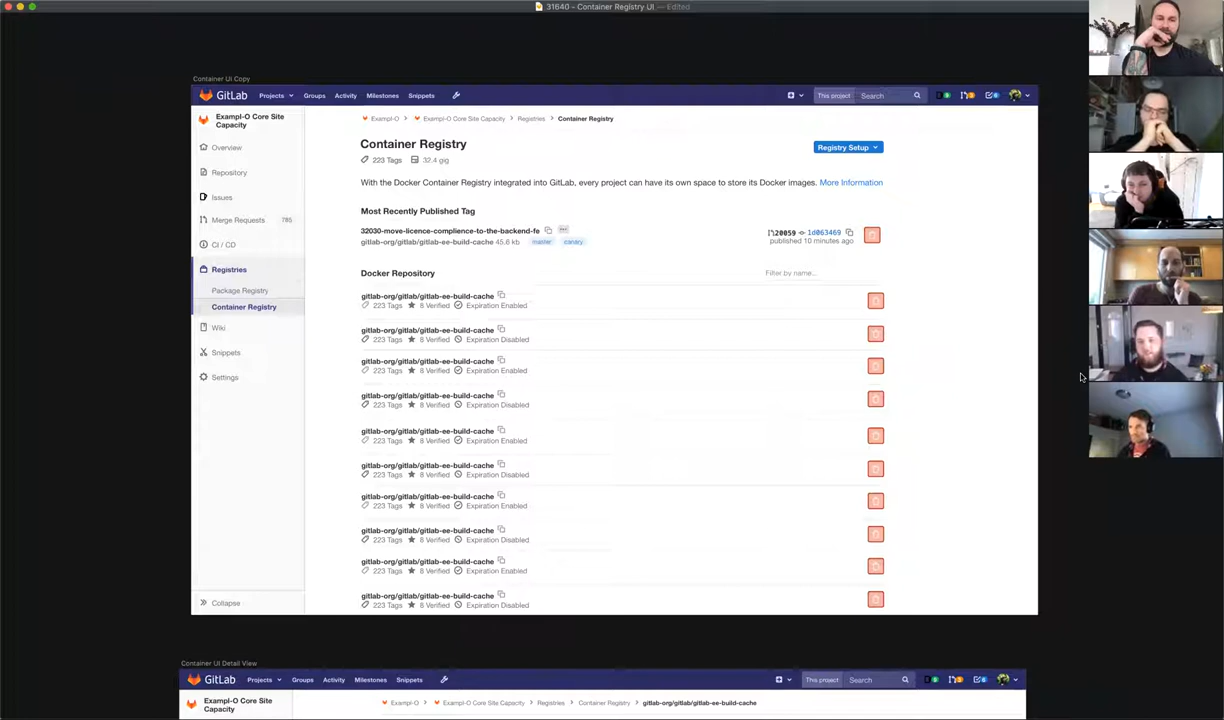 31640 - Container Registry UI — Edited
Container UI Copy
GitLab Projects Groups Activity Milestones Snippets This project Search
Exampl-O Core Site Capacity
Overview
Repository
Issues
Merge Requests 785
CI / CD
Registries
Package Registry
Container Registry
Wiki
Snippets
Settings
Collapse
Exampl-O > Exampl-O Core Site Capacity > Registries > Container Registry
Container Registry
Registry Setup
223 Tags 32.4 gig
With the Docker Container Registry integrated into GitLab, every project can have its own space to store its Docker images. More Information
Most Recently Published Tag
32030-move-licence-complience-to-the-backend-fe
20059 1d063469
gitlab-org/gitlab/gitlab-ee-build-cache 45.6 kb master canary
published 10 minutes ago
Docker Repository
Filter by name...
gitlab-org/gitlab/gitlab-ee-build-cache
223 Tags 8 Verified Expiration Enabled
gitlab-org/gitlab/gitlab-ee-build-cache
223 Tags 8 Verified Expiration Disabled
gitlab-org/gitlab/gitlab-ee-build-cache
223 Tags 8 Verified Expiration Enabled
gitlab-org/gitlab/gitlab-ee-build-cache
223 Tags 8 Verified Expiration Disabled
gitlab-org/gitlab/gitlab-ee-build-cache
223 Tags 8 Verified Expiration Enabled
gitlab-org/gitlab/gitlab-ee-build-cache
223 Tags 8 Verified Expiration Disabled
gitlab-org/gitlab/gitlab-ee-build-cache
223 Tags 8 Verified Expiration Enabled
gitlab-org/gitlab/gitlab-ee-build-cache
223 Tags 8 Verified Expiration Disabled
gitlab-org/gitlab/gitlab-ee-build-cache
223 Tags 8 Verified Expiration Enabled
gitlab-org/gitlab/gitlab-ee-build-cache
223 Tags 8 Verified Expiration Disabled
Container UI Detail View
GitLab Projects Groups Activity Milestones Snippets This project Search
Exampl-O Core Site Capacity
Exampl-O > Exampl-O Core Site Capacity > Registries > Container Registry > gitlab-org/gitlab/gitlab-ee-build-cache